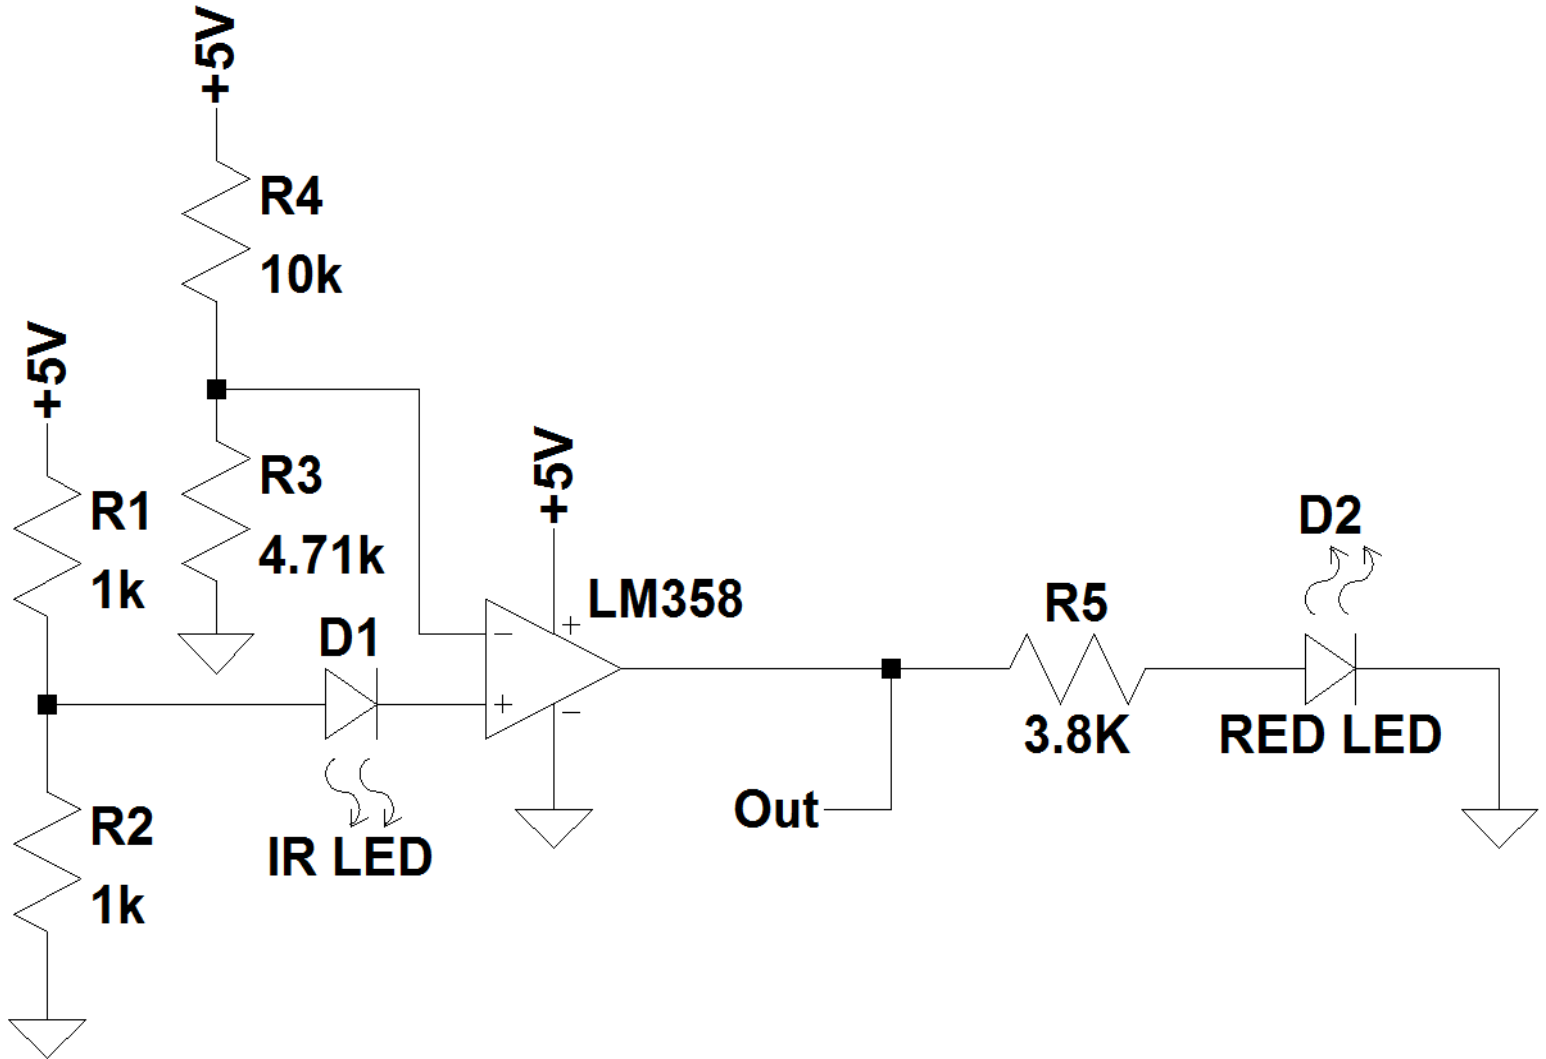 +5V
R4
10k
+5V
R3
4.71k
R1
1k
+5V
LM358
+
−
+
−
D1
IR LED
R2
1k
Out
R5
3.8K
D2
RED LED